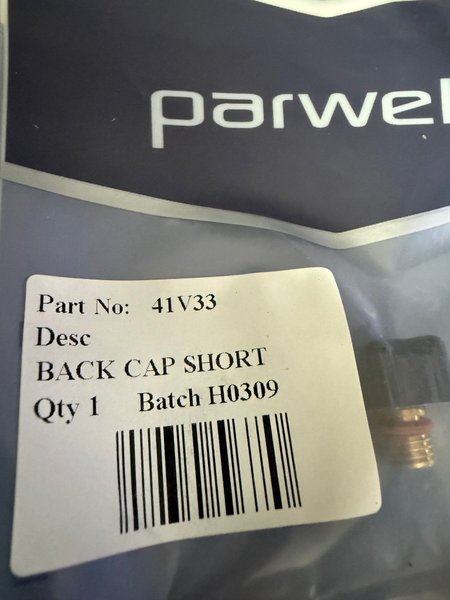 parwel
Part No: 41V33
Desc
BACK CAP SHORT
Qty 1 Batch H0309